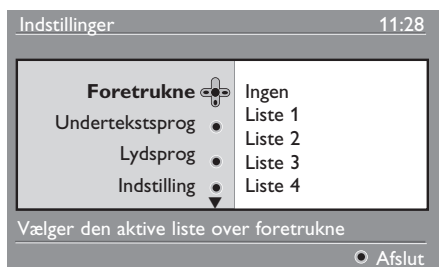 Indstillinger 11:28
Foretrukne Ingen
Undertekstsprog Liste 1
Liste 2
Lydsprog Liste 3
Indstilling Liste 4
Vælger den aktive liste over foretrukne
Afslut